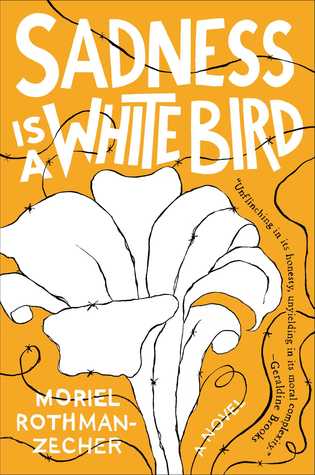 SADNESS
IS A WHITE BIRD
"Unflinching in its honesty, unyielding in its moral complexity."
—Geraldine Brooks
MORIEL
ROTHMAN-
ZECHER
A NOVEL